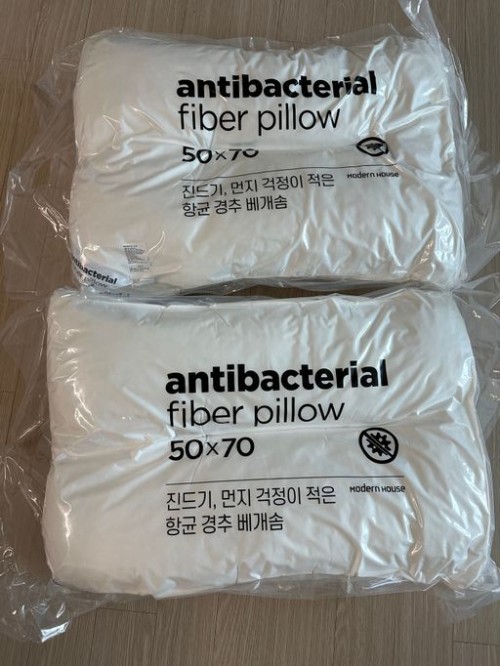 antibacterial
fiber pillow
50×70
진드기, 먼지 걱정이 적은
항균 경추 베개솜
MODERN HOUSE
antibacterial
fiber pillow
antibacterial
fiber pillow
50×70
진드기, 먼지 걱정이 적은
항균 경추 베개솜
MODERN HOUSE